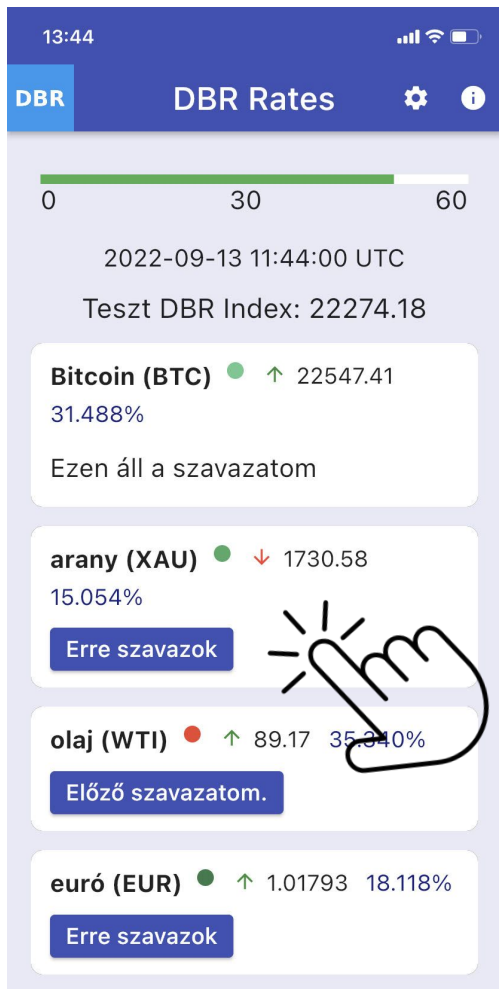 13:44
DBR DBR Rates
0 30 60
2022-09-13 11:44:00 UTC
Teszt DBR Index: 22274.18
Bitcoin (BTC) ↑ 22547.41
31.488%
Ezen áll a szavazatom
arany (XAU) ↓ 1730.58
15.054%
Erre szavazok
olaj (WTI) ↑ 89.17 35.340%
Előző szavazatom.
euró (EUR) ↑ 1.01793 18.118%
Erre szavazok